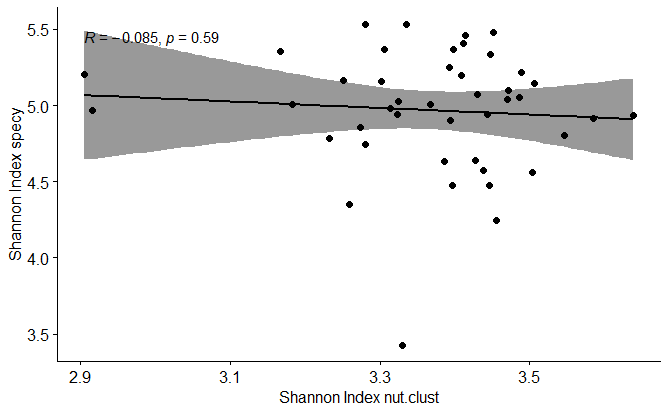 R = −0.085, p = 0.59
5.5
5.0
4.5
4.0
3.5
Shannon Index specy
2.9 3.1 3.3 3.5
Shannon Index nut.clust